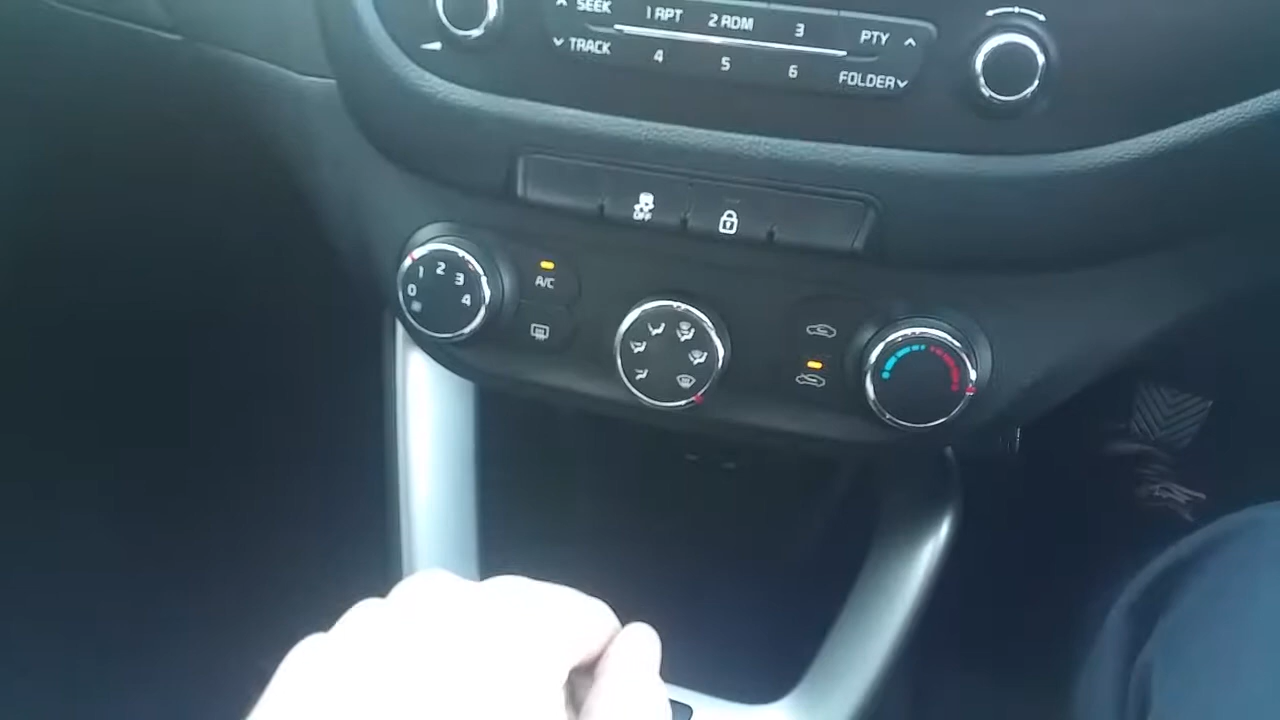 SEEK 1 RPT 2 RDM 3 PTY
TRACK 4 5 6 FOLDER
OFF
0 1 2 3 4
A/C